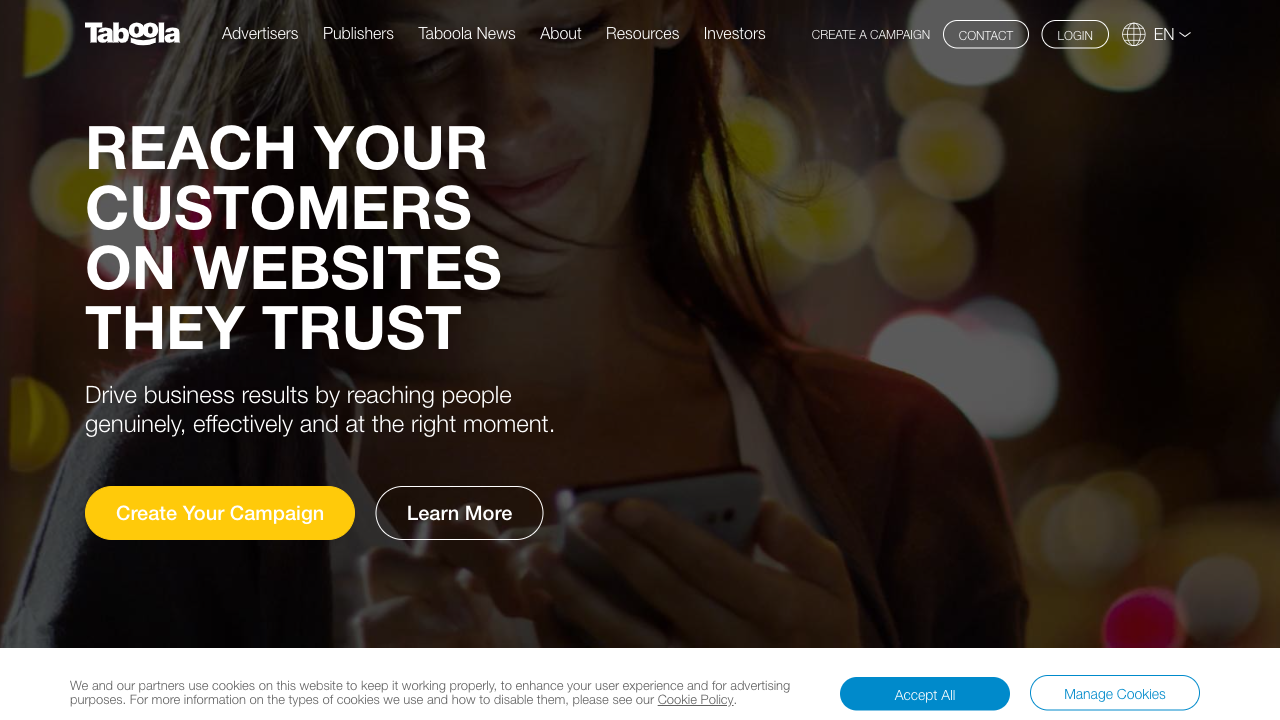 Taboola
Advertisers Publishers Taboola News About Resources Investors CREATE A CAMPAIGN CONTACT LOGIN EN
REACH YOUR
CUSTOMERS
ON WEBSITES
THEY TRUST
Drive business results by reaching people
genuinely, effectively and at the right moment.
Create Your Campaign Learn More
We and our partners use cookies on this website to keep it working properly, to enhance your user experience and for advertising
purposes. For more information on the types of cookies we use and how to disable them, please see our Cookie Policy.
Accept All Manage Cookies